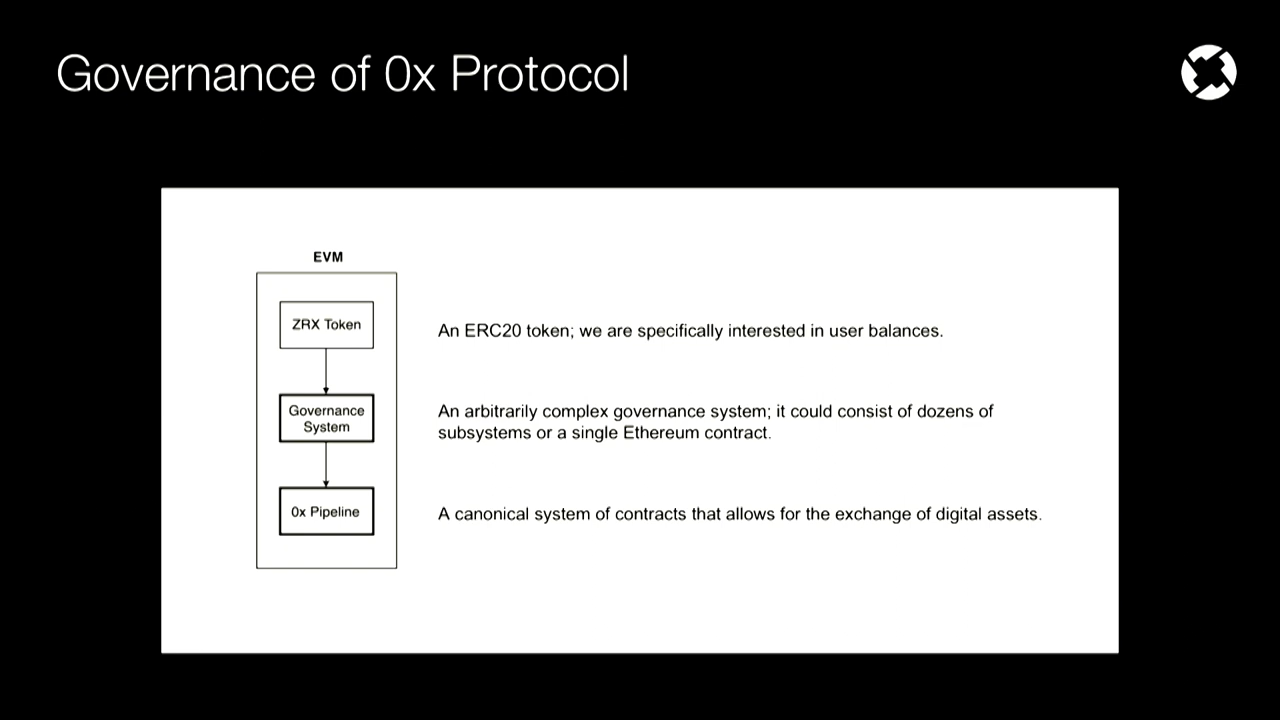 Governance of 0x Protocol
EVM
ZRX Token
An ERC20 token; we are specifically interested in user balances.
Governance
System
An arbitrarily complex governance system; it could consist of dozens of
subsystems or a single Ethereum contract.
0x Pipeline
A canonical system of contracts that allows for the exchange of digital assets.